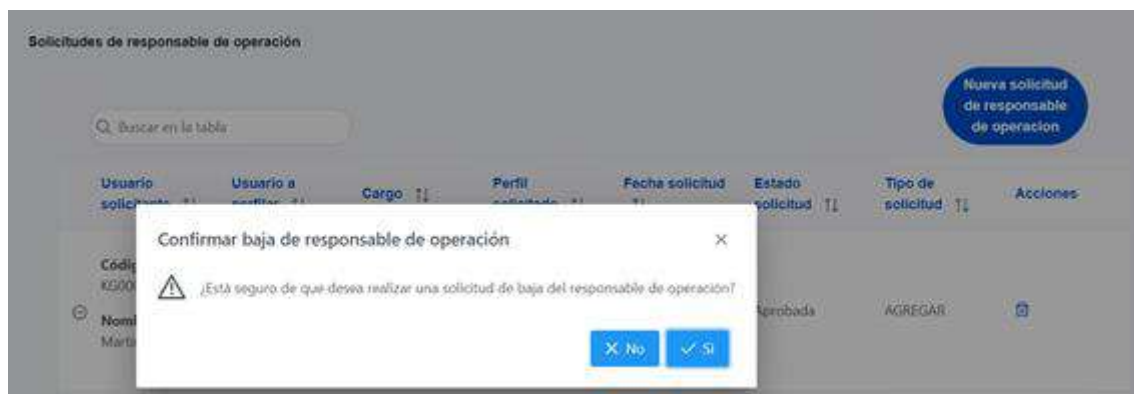 Solicitudes de responsable de operación
Nueva solicitud
de responsable
de operacion
Buscar en la tabla
Usuario
solicitante
Usuario a
perfilar
Cargo
Perfil
solicitado
Fecha solicitud
Estado
solicitud
Tipo de
solicitud
Acciones
Confirmar baja de responsable de operación
¿Está seguro de que desea realizar una solicitud de baja del responsable de operación?
No
Si
Aprobada
AGREGAR